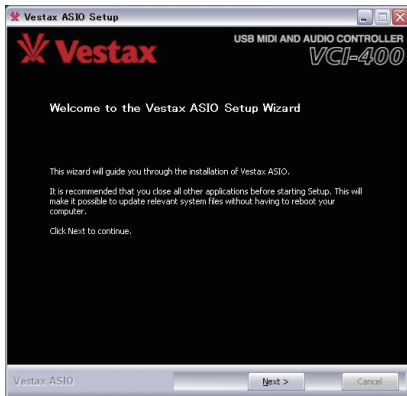 Vestax ASIO Setup
Vestax
USB MIDI AND AUDIO CONTROLLER
VCI-400
Welcome to the Vestax ASIO Setup Wizard
This wizard will guide you through the installation of Vestax ASIO.
It is recommended that you close all other applications before starting Setup. This will
make it possible to update relevant system files without having to reboot your
computer.
Click Next to continue.
Vestax ASIO
Next >
Cancel